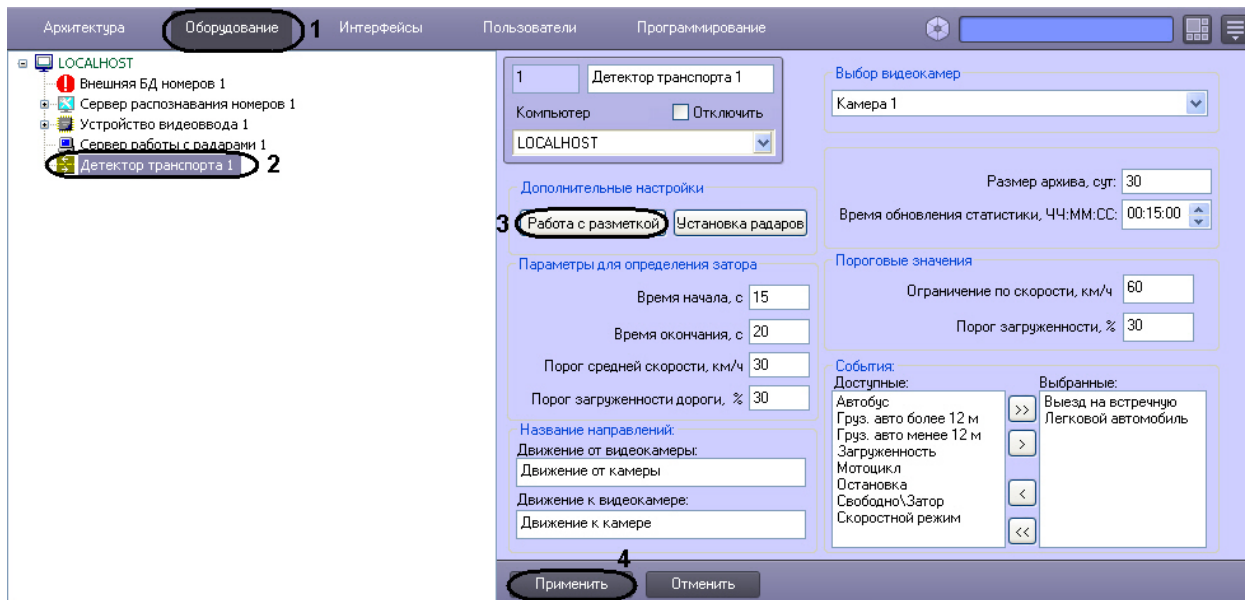 Архитектура Оборудование 1 Интерфейсы Пользователи Программирование
LOCALHOST
Внешняя БД номеров 1
Сервер распознавания номеров 1
Устройство видеоввода 1
Сервер работы с радарами 1
Детектор транспорта 1 2
1 Детектор транспорта 1
Компьютер Отключить
LOCALHOST
Дополнительные настройки
3 Работа с разметкой Установка радаров
Параметры для определения затора
Время начала, с 15
Время окончания, с 20
Порог средней скорости, км/ч 30
Порог загруженности дороги, % 30
Название направлений:
Движение от видеокамеры:
Движение от камеры
Движение к видеокамере:
Движение к камере
Выбор видеокамер
Камера 1
Размер архива, сут: 30
Время обновления статистики, ЧЧ:ММ:СС: 00:15:00
Пороговые значения
Ограничение по скорости, км/ч 60
Порог загруженности, % 30
События:
Доступные: Выбранные:
Автобус
Груз. авто более 12 м
Груз. авто менее 12 м
Загруженность
Мотоцикл
Остановка
Свободно\Затор
Скоростной режим
>>
>
<
<<
Выезд на встречную
Легковой автомобиль
4
Применить Отменить